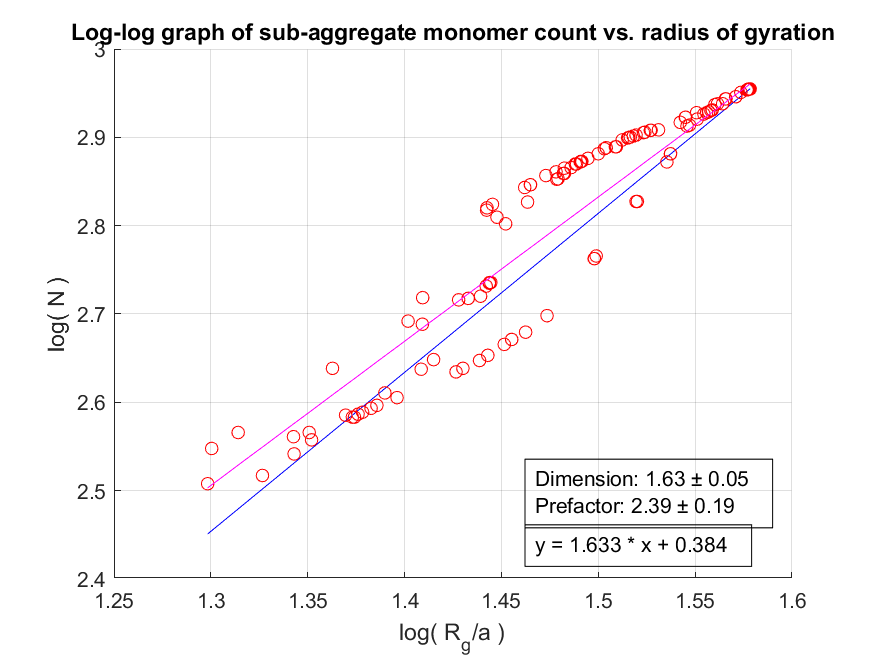 Log-log graph of sub-aggregate monomer count vs. radius of gyration
3
2.9
2.8
2.7
2.6
2.5
2.4
log( N )
Dimension: 1.63 ± 0.05
Prefactor: 2.39 ± 0.19
y = 1.633 * x + 0.384
1.25 1.3 1.35 1.4 1.45 1.5 1.55 1.6
log( R_g/a )